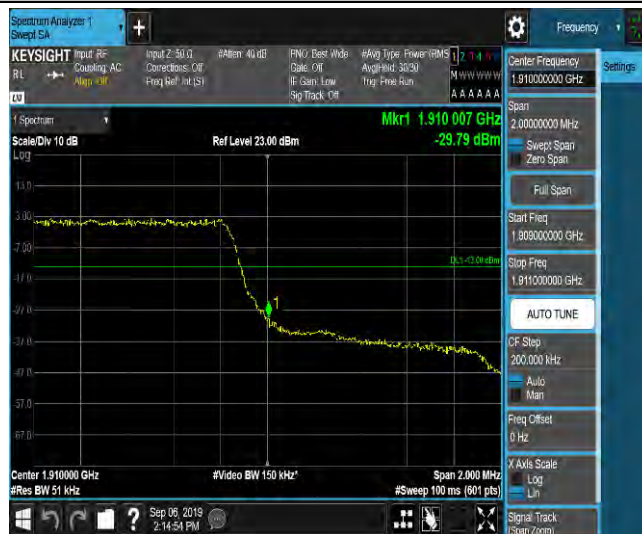 Spectrum Analyzer 1
Swept SA
+
Frequency
KEYSIGHT
RL
Input: RF
Coupling: AC
Align: Off
Input Z: 50 Ω
Corrections: Off
Freq Ref: Int (S)
#Atten: 40 dB
PNO: Best Wide
Gate: Off
IF Gain: Low
Sig Track: Off
#Avg Type: Power (RMS
Avg|Hold: 30/30
Trig: Free Run
M W W W W W
A A A A A A
1 Spectrum
Scale/Div 10 dB
Log
Ref Level 23.00 dBm
Mkr1 1.910 007 GHz
-29.79 dBm
13.0
3.00
-7.00
DL1 -13.00 dBm
-17.0
-27.0
1
-37.0
-47.0
-57.0
-67.0
Center 1.910000 GHz
#Res BW 51 kHz
#Video BW 150 kHz*
Span 2.000 MHz
#Sweep 100 ms (601 pts)
Center Frequency
1.910000000 GHz
Settings
Span
2.00000000 MHz
Swept Span
Zero Span
Full Span
Start Freq
1.909000000 GHz
Stop Freq
1.911000000 GHz
AUTO TUNE
CF Step
200.000 kHz
Auto
Man
Freq Offset
0 Hz
X Axis Scale
Log
Lin
Signal Track
(Span Zoom)
?
Sep 06, 2019
2:14:54 PM